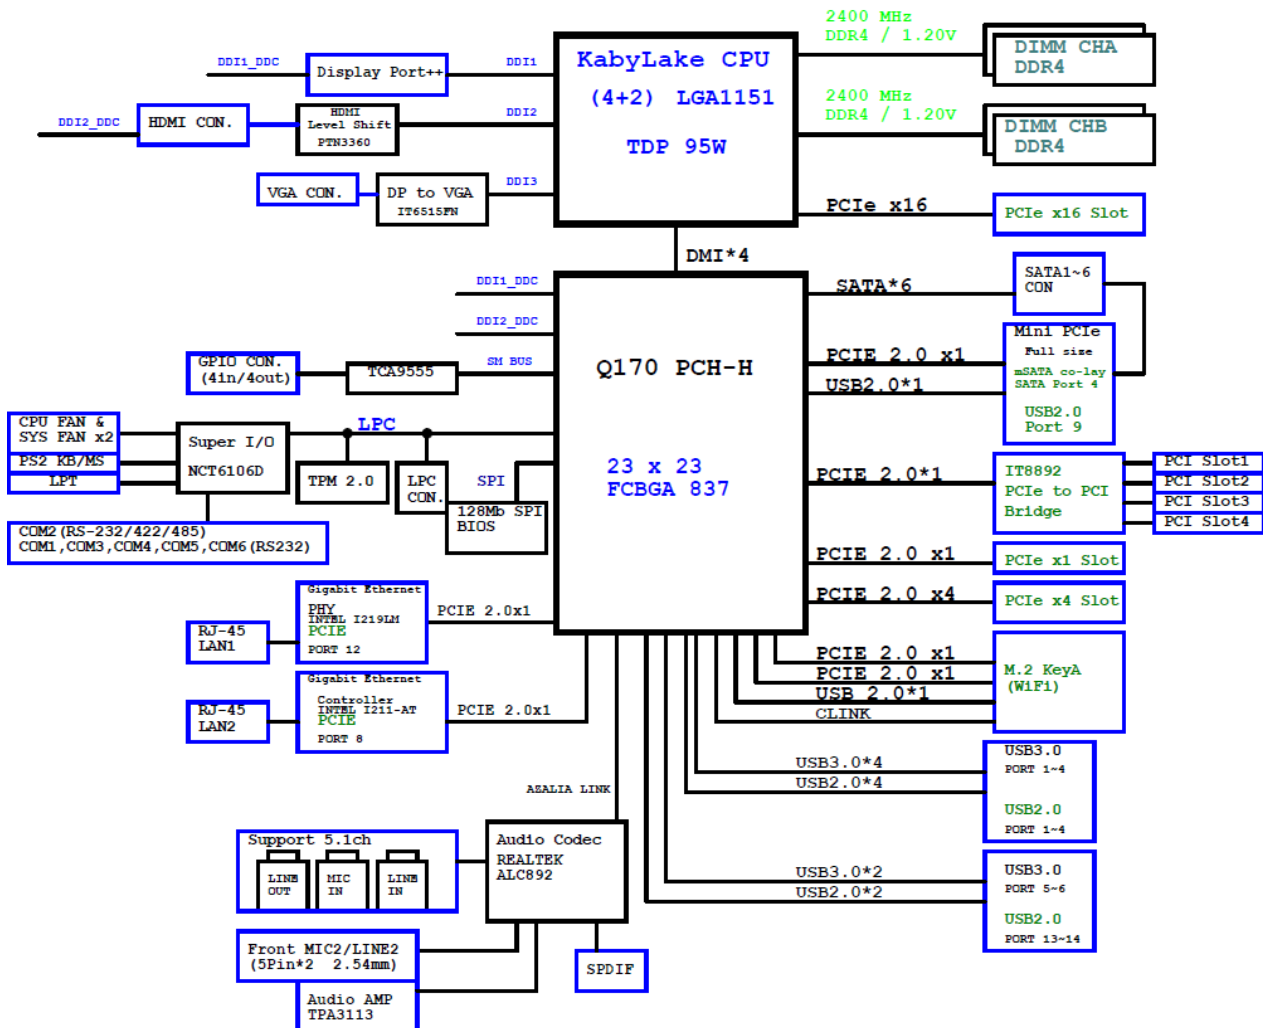 2400 MHz
DDR4 / 1.20V
DIMM CHA
DDR4
KabyLake CPU
(4+2) LGA1151
TDP 95W
DDI1_DDC
Display Port++
DDI1
2400 MHz
DDR4 / 1.20V
DIMM CHB
DDR4
DDI2_DDC
HDMI CON.
HDMI
Level Shift
PTN3360
DDI2
VGA CON.
DP to VGA
IT6515FN
DDI3
PCIe x16
PCIe x16 Slot
DMI*4
DDI1_DDC
DDI2_DDC
SATA*6
SATA1~6
CON
Q170 PCH-H
23 x 23
FCBGA 837
GPIO CON.
(4in/4out)
TCA9555
SM BUS
PCIE 2.0 x1
USB2.0*1
Mini PCIe
Full size
mSATA co-lay
SATA Port 4
USB2.0
Port 9
CPU FAN &
SYS FAN x2
PS2 KB/MS
LPT
Super I/O
NCT6106D
LPC
TPM 2.0
LPC
CON.
SPI
128Mb SPI
BIOS
COM2(RS-232/422/485)
COM1,COM3,COM4,COM5,COM6(RS232)
PCIE 2.0*1
IT8892
PCIe to PCI
Bridge
PCI Slot1
PCI Slot2
PCI Slot3
PCI Slot4
PCIE 2.0 x1
PCIe x1 Slot
PCIE 2.0 x4
PCIe x4 Slot
RJ-45
LAN1
Gigabit Ethernet
PHY
INTEL I219LM
PCIE
PORT 12
PCIE 2.0x1
RJ-45
LAN2
Gigabit Ethernet
Controller
INTEL I211-AT
PCIE
PORT 8
PCIE 2.0x1
PCIE 2.0 x1
PCIE 2.0 x1
USB 2.0*1
CLINK
M.2 KeyA
(WiFi)
USB3.0*4
USB2.0*4
USB3.0
PORT 1~4
USB2.0
PORT 1~4
AZALIA LINK
Support 5.1ch
LINE
OUT
MIC
IN
LINE
IN
Audio Codec
REALTEK
ALC892
USB3.0*2
USB2.0*2
USB3.0
PORT 5~6
USB2.0
PORT 13~14
Front MIC2/LINE2
(5Pin*2 2.54mm)
Audio AMP
TPA3113
SPDIF